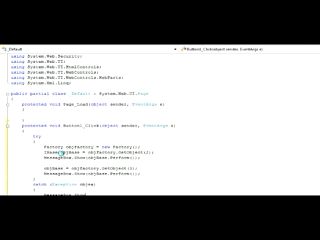 _Default
Button1_Click(object sender, EventArgs e)
using System.Web.Security;
using System.Web.UI;
using System.Web.UI.HtmlControls;
using System.Web.UI.WebControls;
using System.Web.UI.WebControls.WebParts;
using System.Xml.Linq;
public partial class _Default : System.Web.UI.Page
{
protected void Page_Load(object sender, EventArgs e)
{
}
protected void Button1_Click(object sender, EventArgs e)
{
try
{
Factory objfactory = new Factory();
objBase = objfactory.GetObject(2);
MessageBox.Show(objBase.Perform());
objBase = objfactory.GetObject(3);
MessageBox.Show(objBase.Perform());
}
catch (Exception objex)
{